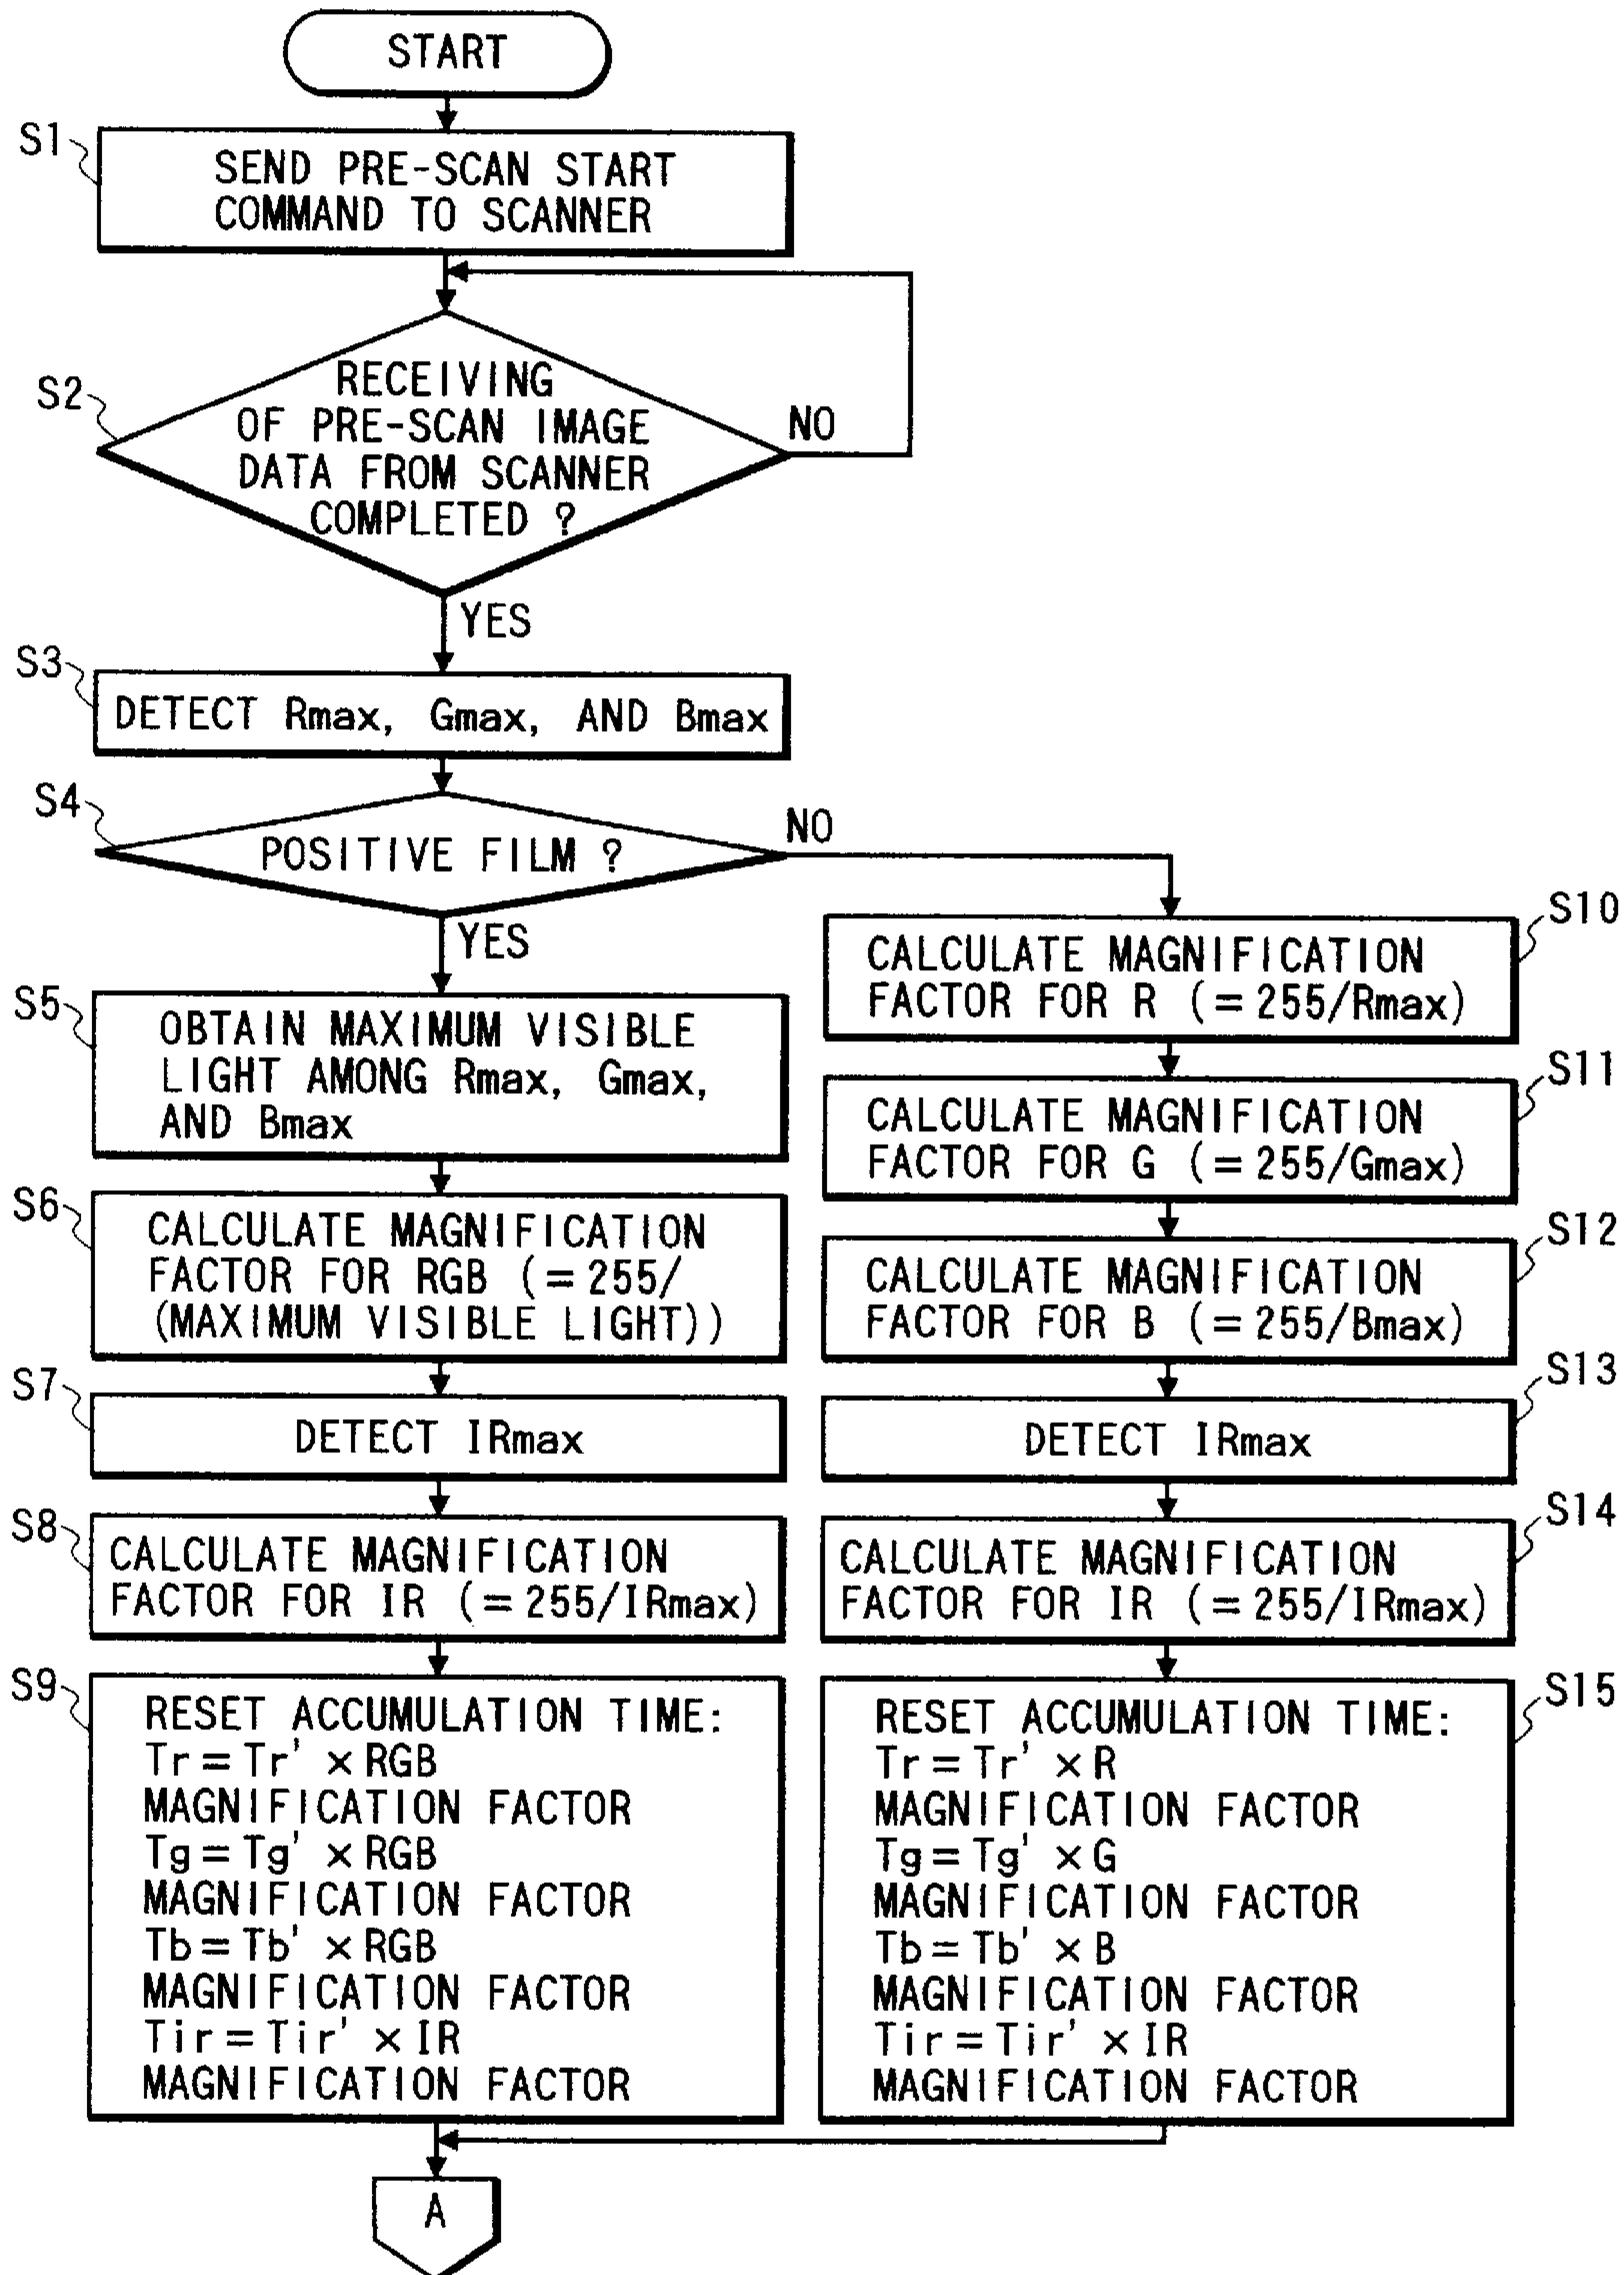 START
S1
SEND PRE-SCAN START
COMMAND TO SCANNER
S2
RECEIVING
OF PRE-SCAN IMAGE
DATA FROM SCANNER
COMPLETED ?
NO
YES
S3
DETECT Rmax, Gmax, AND Bmax
S4
POSITIVE FILM ?
NO
YES
S5
OBTAIN MAXIMUM VISIBLE
LIGHT AMONG Rmax, Gmax,
AND Bmax
S6
CALCULATE MAGNIFICATION
FACTOR FOR RGB (=255/
(MAXIMUM VISIBLE LIGHT))
S7
DETECT IRmax
S8
CALCULATE MAGNIFICATION
FACTOR FOR IR (=255/IRmax)
S9
RESET ACCUMULATION TIME:
Tr=Tr' ×RGB
MAGNIFICATION FACTOR
Tg=Tg' ×RGB
MAGNIFICATION FACTOR
Tb=Tb' ×RGB
MAGNIFICATION FACTOR
Tir=Tir' ×IR
MAGNIFICATION FACTOR
S10
CALCULATE MAGNIFICATION
FACTOR FOR R (=255/Rmax)
S11
CALCULATE MAGNIFICATION
FACTOR FOR G (=255/Gmax)
S12
CALCULATE MAGNIFICATION
FACTOR FOR B (=255/Bmax)
S13
DETECT IRmax
S14
CALCULATE MAGNIFICATION
FACTOR FOR IR (=255/IRmax)
S15
RESET ACCUMULATION TIME:
Tr=Tr' ×R
MAGNIFICATION FACTOR
Tg=Tg' ×G
MAGNIFICATION FACTOR
Tb=Tb' ×B
MAGNIFICATION FACTOR
Tir=Tir' ×IR
MAGNIFICATION FACTOR
A